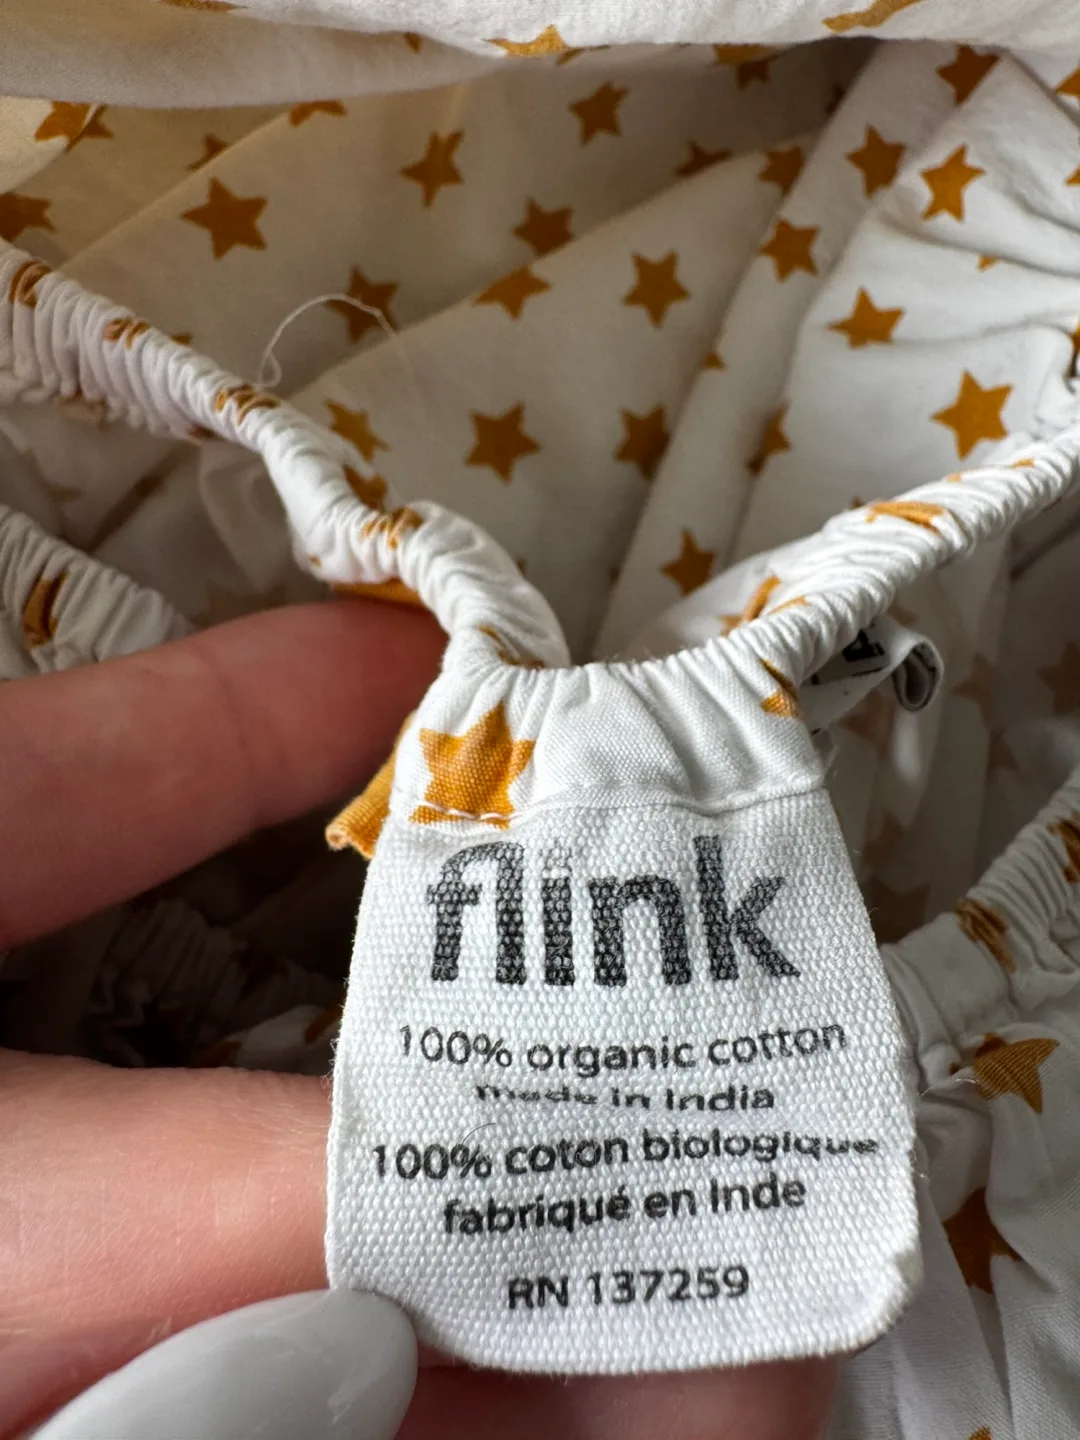 flink
100% organic cotton
made in India
100% coton biologique
fabriqué en Inde
RN 137259